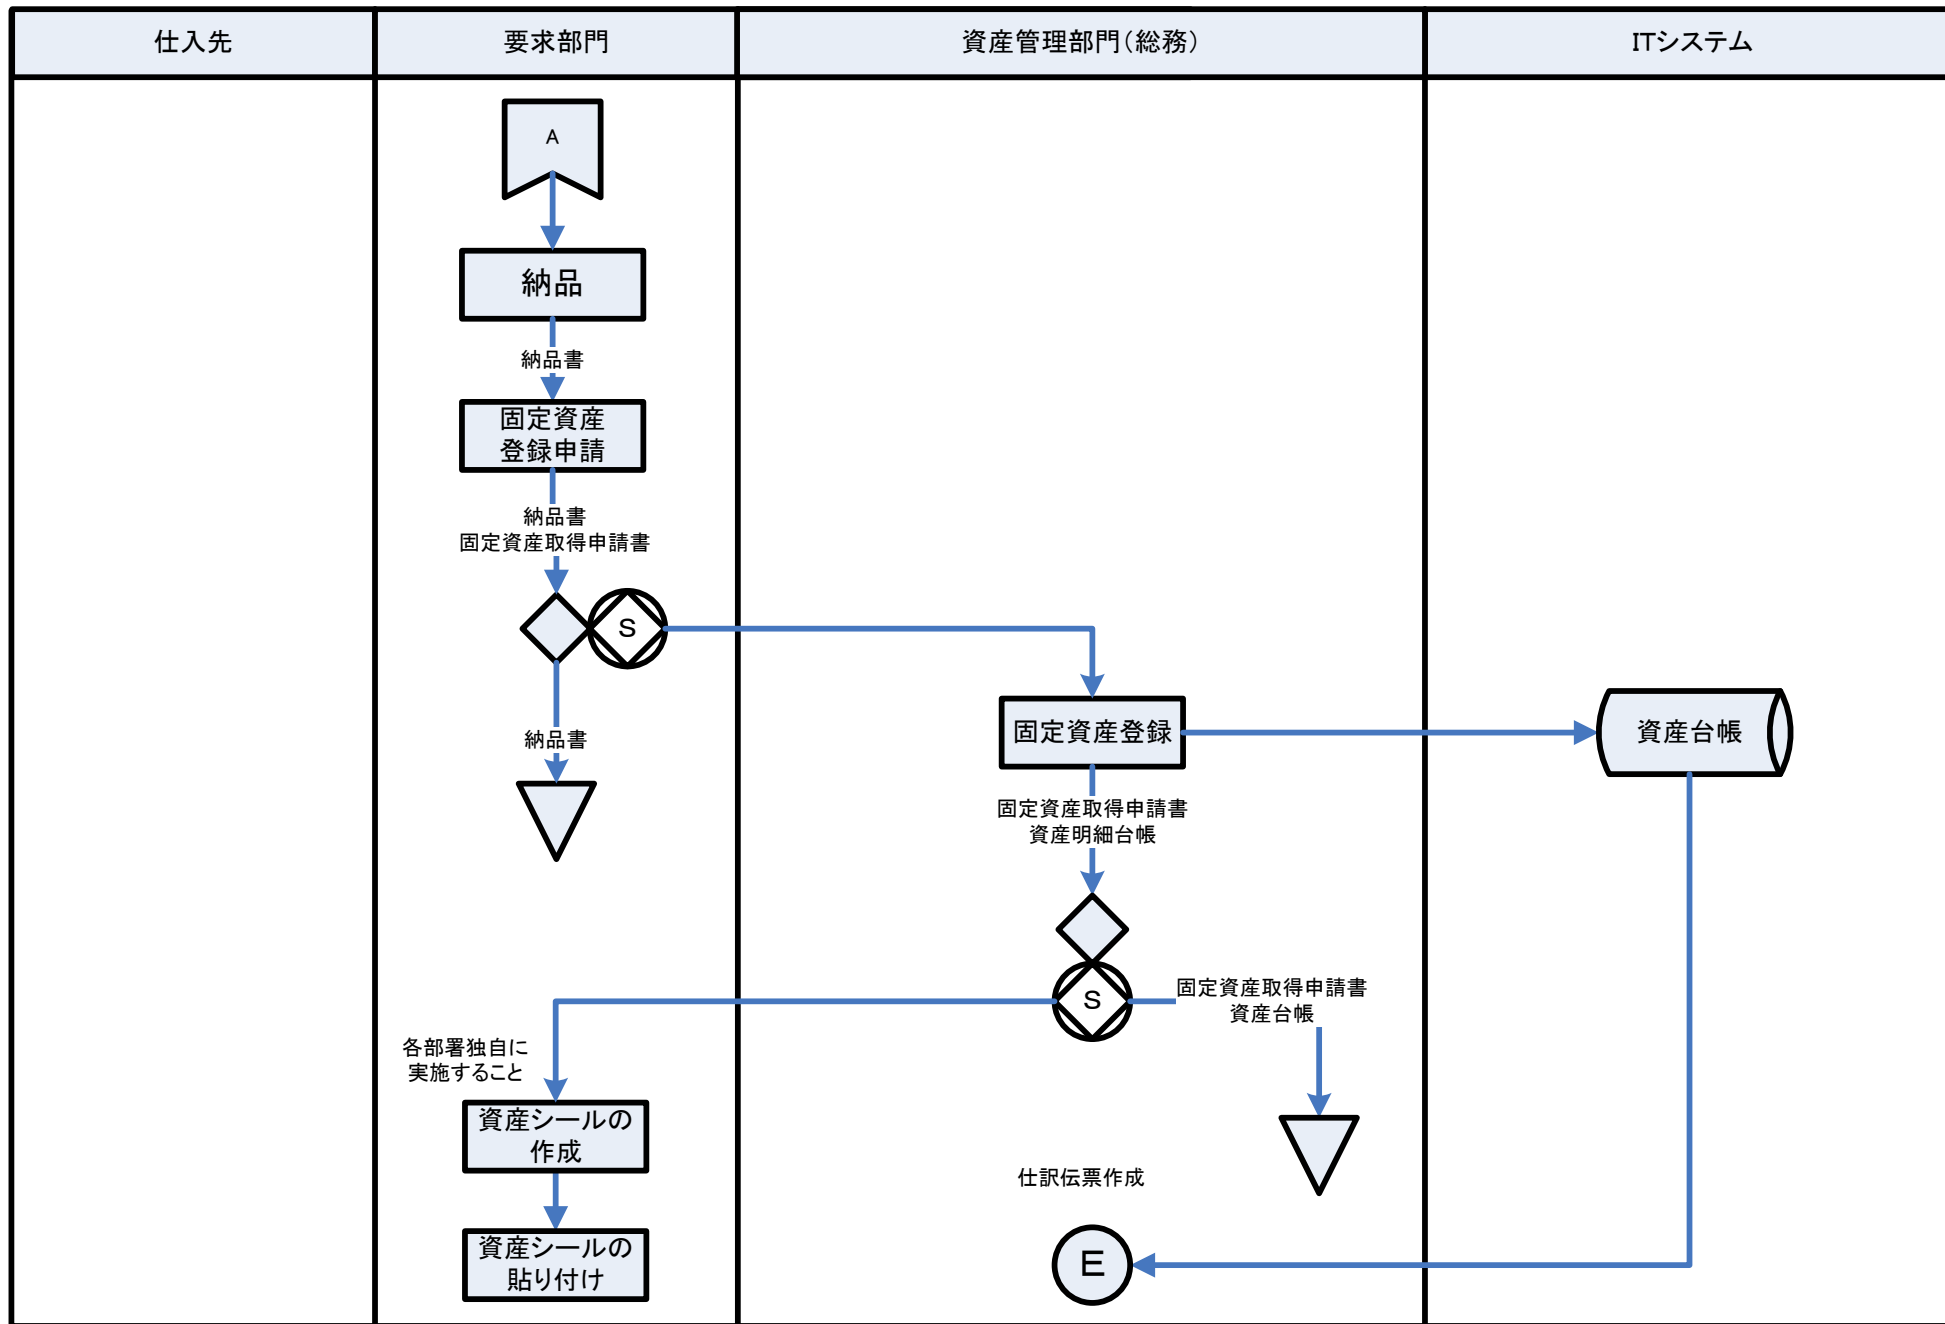 仕入先
要求部門
資産管理部門（総務）
ITシステム
A
納品
納品書
固定資産
登録申請
納品書
固定資産取得申請書
S
納品書
固定資産登録
資産台帳
固定資産取得申請書
資産明細台帳
S
固定資産取得申請書
資産台帳
各部署独自に
実施すること
資産シールの
作成
仕訳伝票作成
資産シールの
貼り付け
E